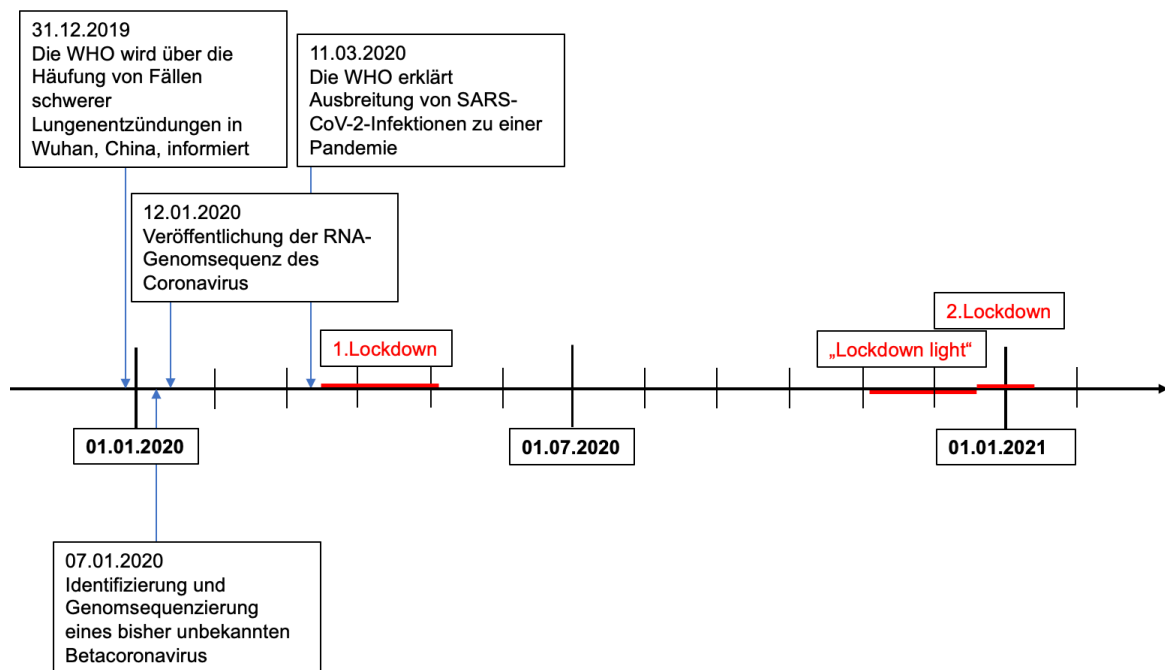 31.12.2019
Die WHO wird über die
Häufung von Fällen
schwerer
Lungenentzündungen in
Wuhan, China, informiert
11.03.2020
Die WHO erklärt
Ausbreitung von SARS-
CoV-2-Infektionen zu einer
Pandemie
12.01.2020
Veröffentlichung der RNA-
Genomsequenz des
Coronavirus
1.Lockdown
„Lockdown light“
2.Lockdown
01.01.2020
01.07.2020
01.01.2021
07.01.2020
Identifizierung und
Genomsequenzierung
eines bisher unbekannten
Betacoronavirus